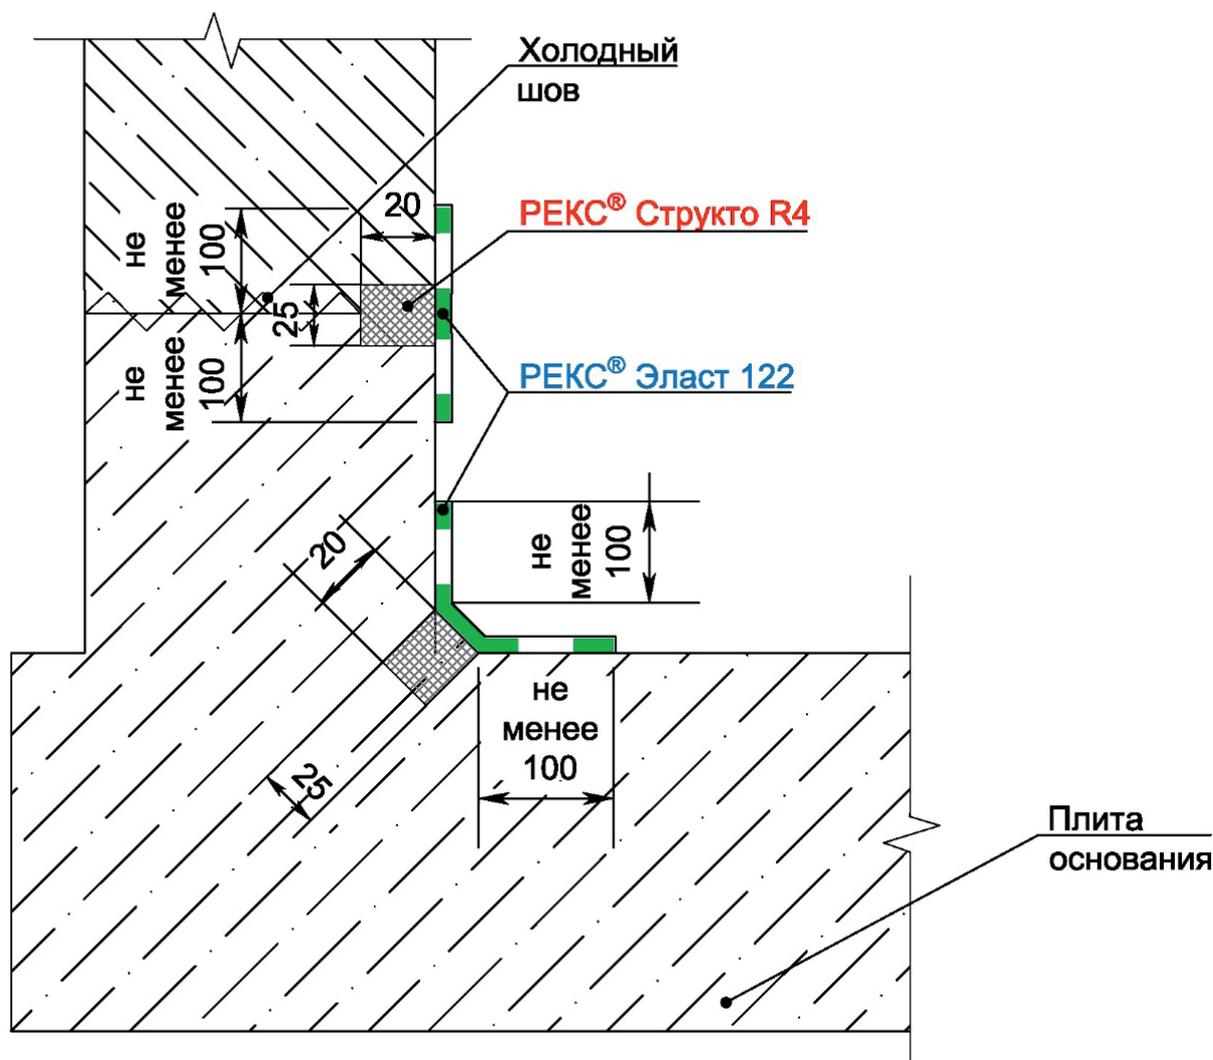 Холодный
шов
20
РЕКС® Структо R4
не
менее
100
25
не
менее
100
РЕКС® Эласт 122
20
не
менее
100
не
менее
100
25
Плита
основания